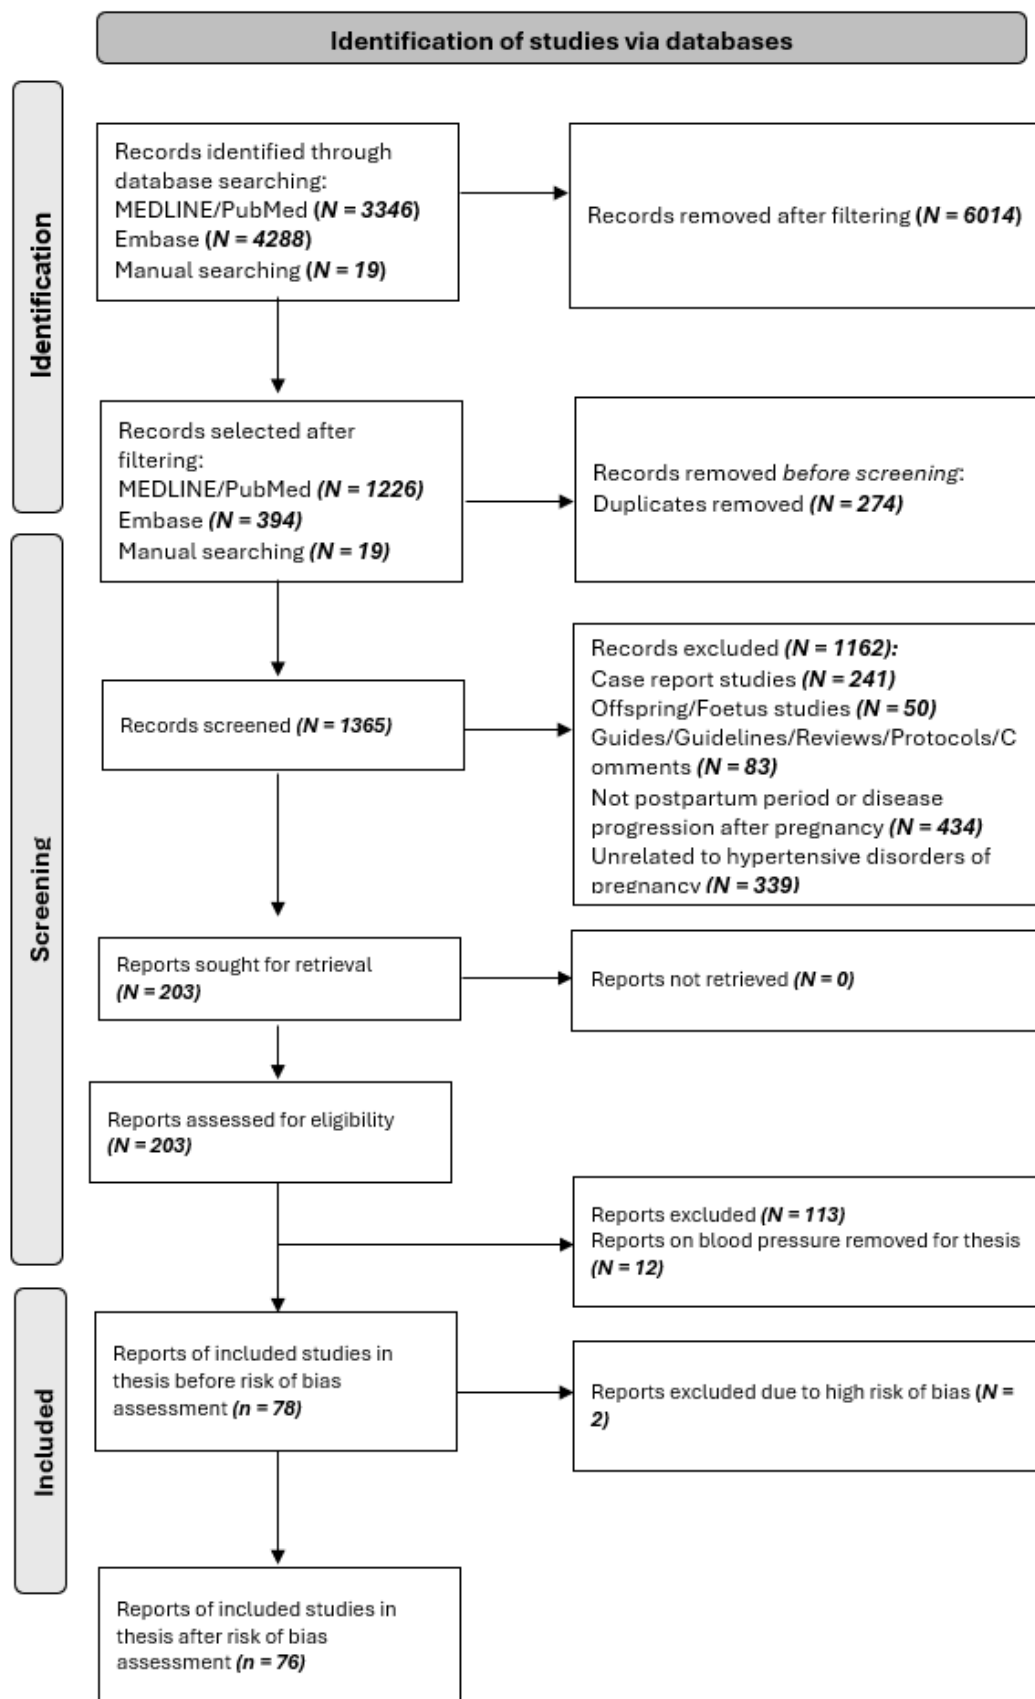 Identification of studies via databases
Identification
Records identified through
database searching:
MEDLINE/PubMed (N = 3346)
Embase (N = 4288)
Manual searching (N = 19)
Records removed after filtering (N = 6014)
Records selected after
filtering:
MEDLINE/PubMed (N = 1226)
Embase (N = 394)
Manual searching (N = 19)
Records removed before screening:
Duplicates removed (N = 274)
Screening
Records screened (N = 1365)
Records excluded (N = 1162):
Case report studies (N = 241)
Offspring/Foetus studies (N = 50)
Guides/Guidelines/Reviews/Protocols/C
omments (N = 83)
Not postpartum period or disease
progression after pregnancy (N = 434)
Unrelated to hypertensive disorders of
pregnancy (N = 339)
Reports sought for retrieval
(N = 203)
Reports not retrieved (N = 0)
Reports assessed for eligibility
(N = 203)
Reports excluded (N = 113)
Reports on blood pressure removed for thesis
(N = 12)
Included
Reports of included studies in
thesis before risk of bias
assessment (n = 78)
Reports excluded due to high risk of bias (N =
2)
Reports of included studies in
thesis after risk of bias
assessment (n = 76)